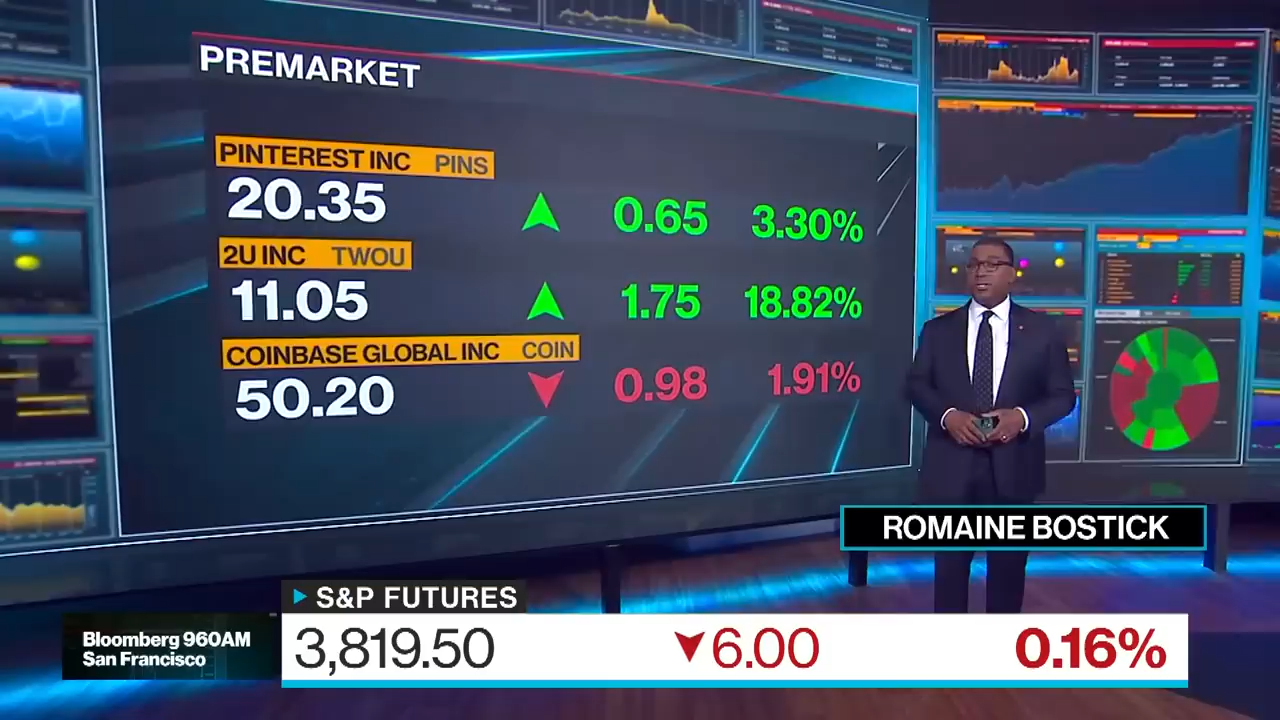 PREMARKET
PINTEREST INC PINS
20.35 ▲ 0.65 3.30%
2U INC TWOU
11.05 ▲ 1.75 18.82%
COINBASE GLOBAL INC COIN
50.20 ▼ 0.98 1.91%
ROMAINE BOSTICK
S&P FUTURES
Bloomberg 960AM
San Francisco
3,819.50 ▼6.00 0.16%